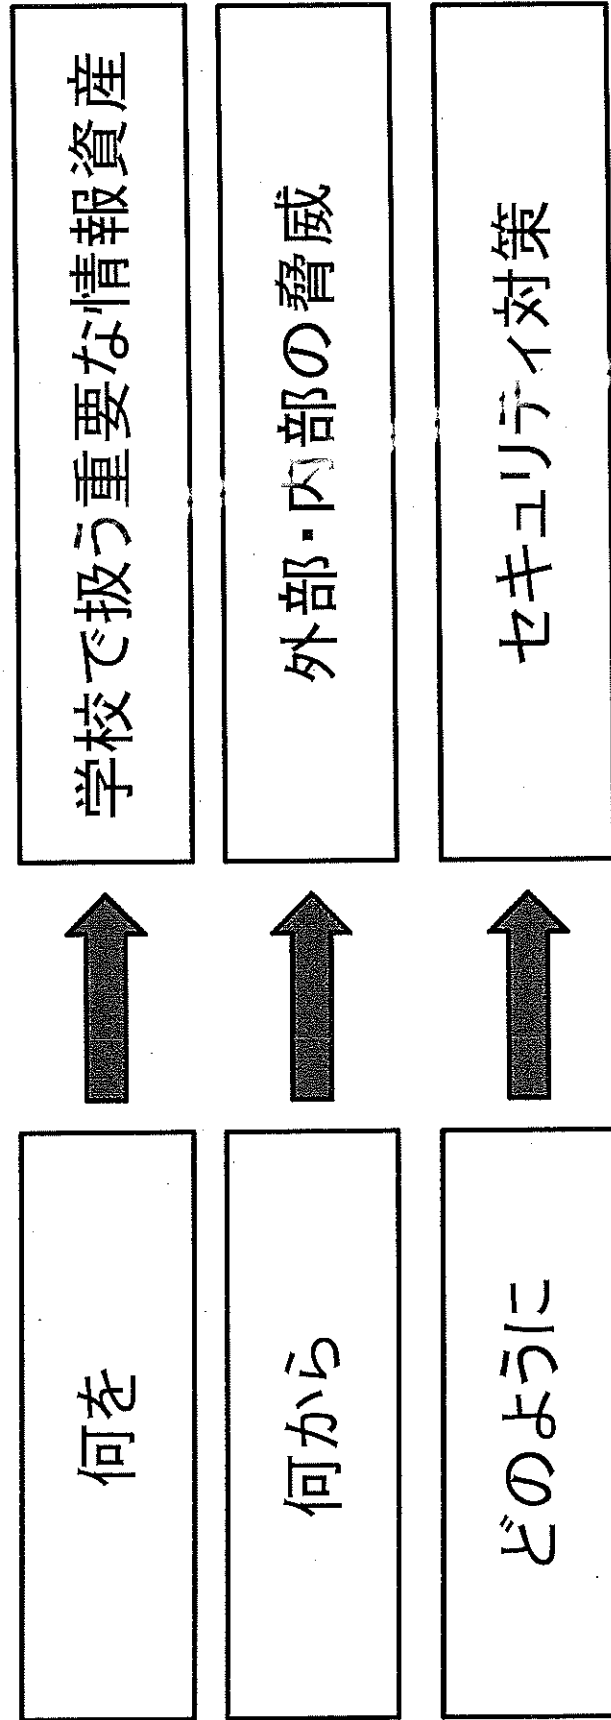 何を
学校で扱う重要な情報資産
何から
外部・内部の脅威
どのように
セキュリティ対策